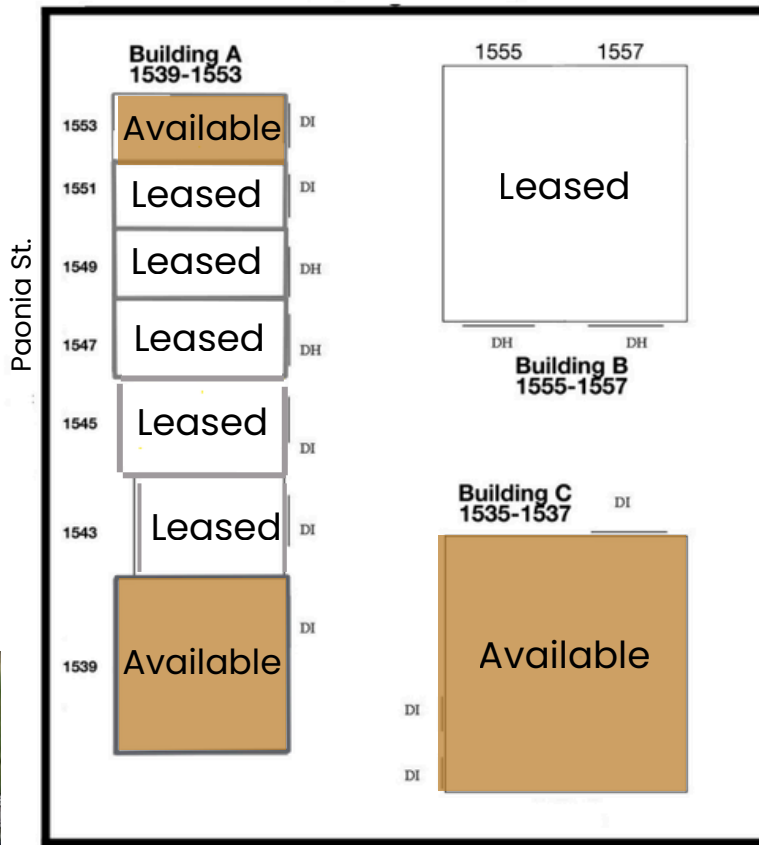 Paonia St.
Building A
1539-1553
1553
Available
DI
1551
Leased
DI
1549
Leased
DH
1547
Leased
DH
1545
Leased
DI
1543
Leased
DI
1539
Available
DI
1555
1557
Leased
DH
DH
Building B
1555-1557
Building C
1535-1537
DI
Available
DI
DI